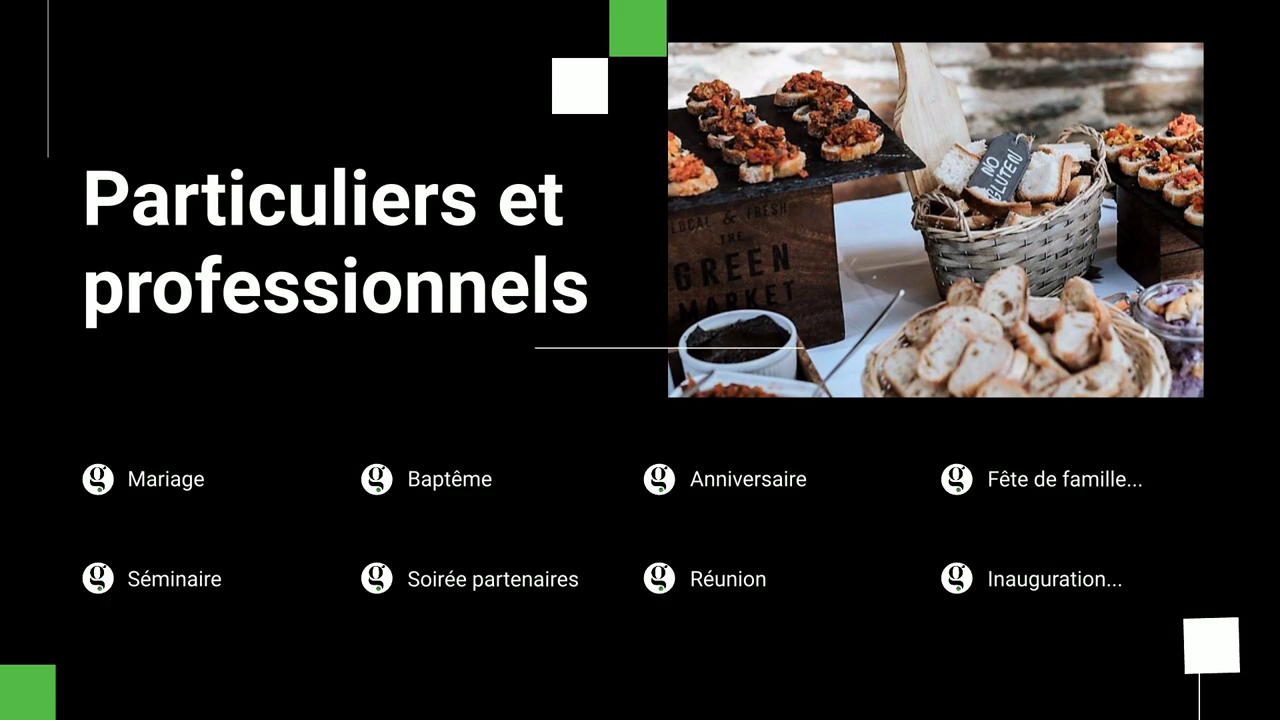 Particuliers et
professionnels
NO
GLUTEN
LOCAL & FRESH
THE
GREEN
MARKET
g Mariage
g Baptême
g Anniversaire
g Fête de famille...
g Séminaire
g Soirée partenaires
g Réunion
g Inauguration...